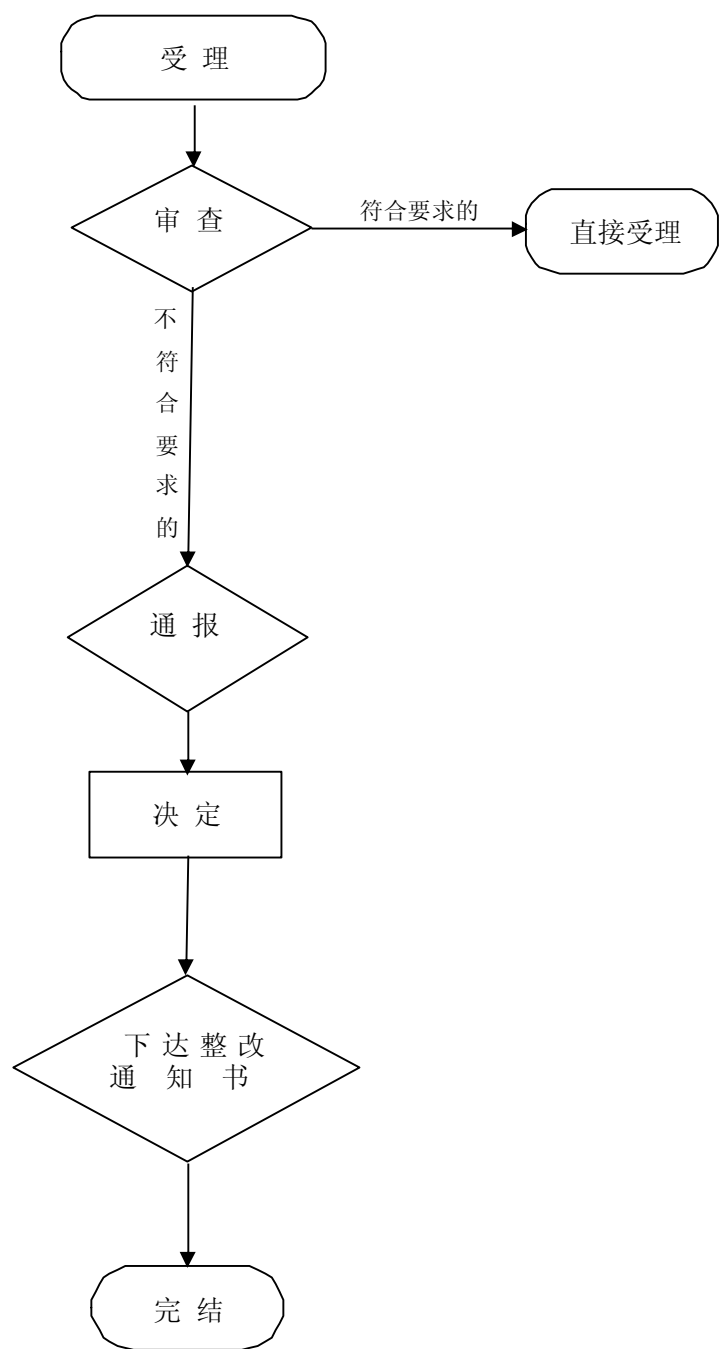 受 理
审 查
符合要求的
直接受理
不
符
合
要
求
的
通 报
决 定
下 达 整 改
通 知 书
完 结